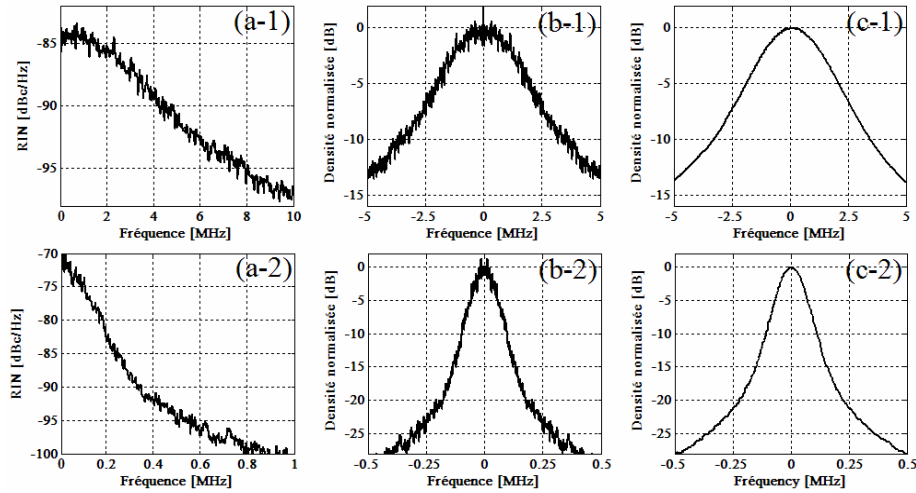 (a-1)
RIN [dBc/Hz]
-85
-90
-95
0 2 4 6 8 10
Fréquence [MHz]
(b-1)
Densité normalisée [dB]
0
-5
-10
-15
-5 -2.5 0 2.5 5
Fréquence [MHz]
(c-1)
Densité normalisée [dB]
0
-5
-10
-15
-5 -2.5 0 2.5 5
Fréquence [MHz]
(a-2)
RIN [dBc/Hz]
-70
-75
-80
-85
-90
-95
-100
0 0.2 0.4 0.6 0.8 1
Fréquence [MHz]
(b-2)
Densité normalisée [dB]
0
-5
-10
-15
-20
-25
-0.5 -0.25 0 0.25 0.5
Fréquence [MHz]
(c-2)
Densité normalisée [dB]
0
-5
-10
-15
-20
-25
-0.5 -0.25 0 0.25 0.5
Fréquency [MHz]